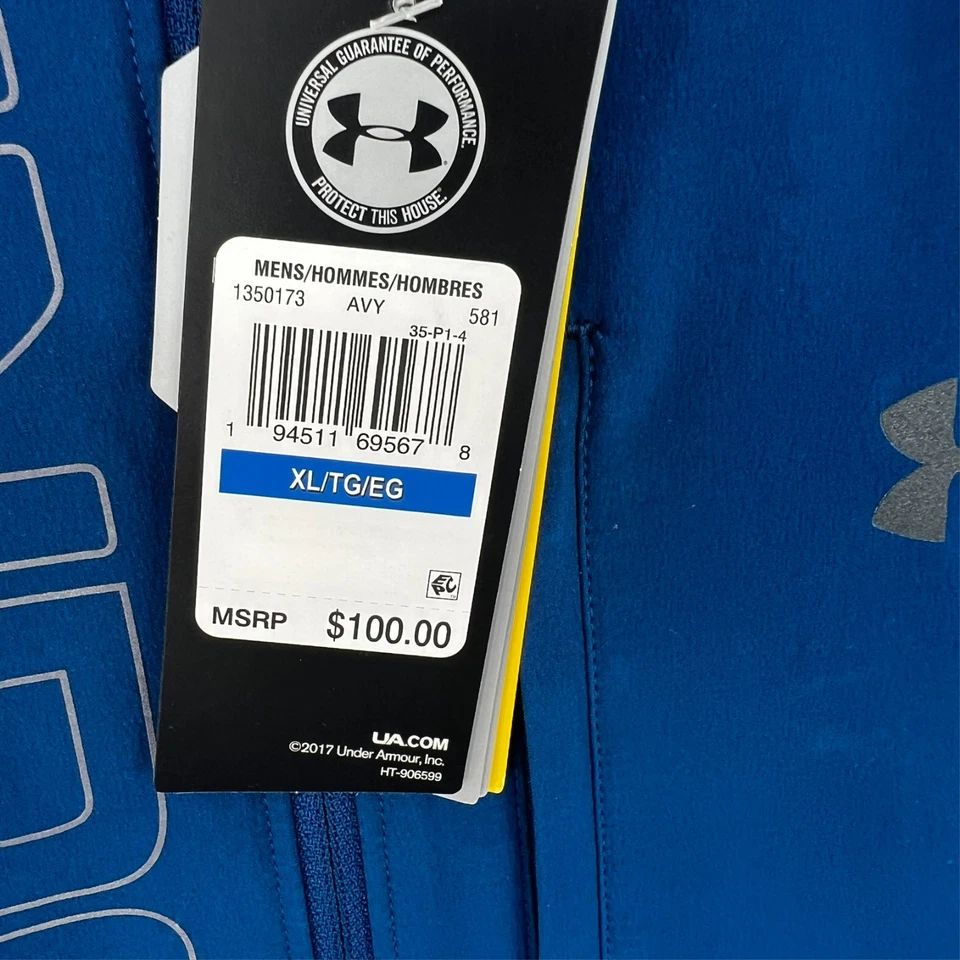 UNIVERSAL GUARANTEE OF PERFORMANCE.
PROTECT THIS HOUSE.®
MENS/HOMMES/HOMBRES
1350173 AVY 581
35-P1-4
1 94511 69567 8
XL/TG/EG
EPC™
MSRP $100.00
UA.COM
©2017 Under Armour, Inc.
HT-906599